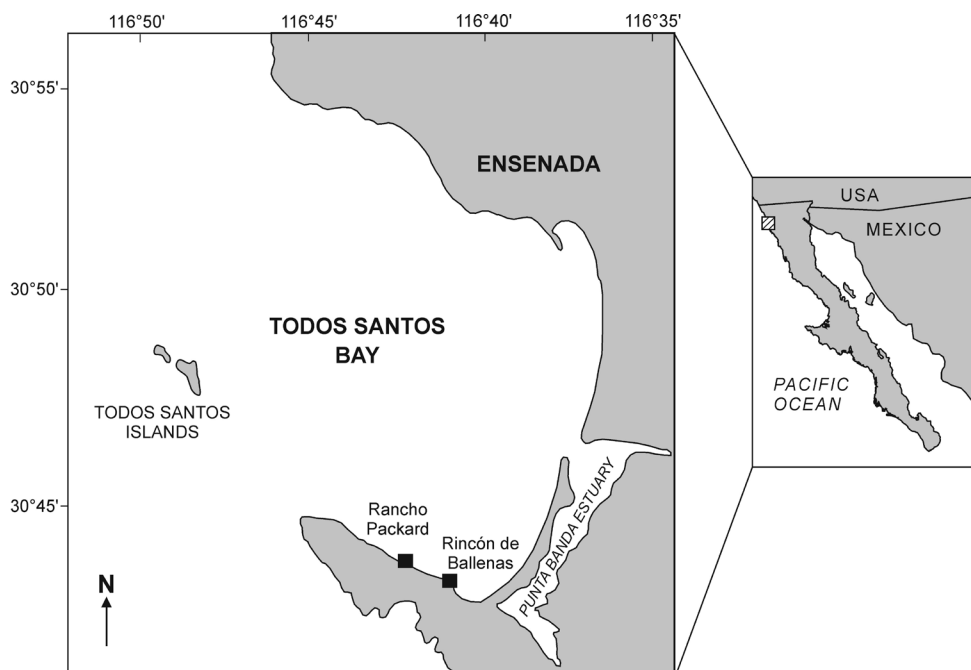 116°50'
116°45'
116°40'
116°35'
30°55'
ENSENADA
USA
MEXICO
30°50'
TODOS SANTOS
BAY
PACIFIC
OCEAN
TODOS SANTOS
ISLANDS
30°45'
Rancho
Packard
Rincón de
Ballenas
PUNTA BANDA ESTUARY
N